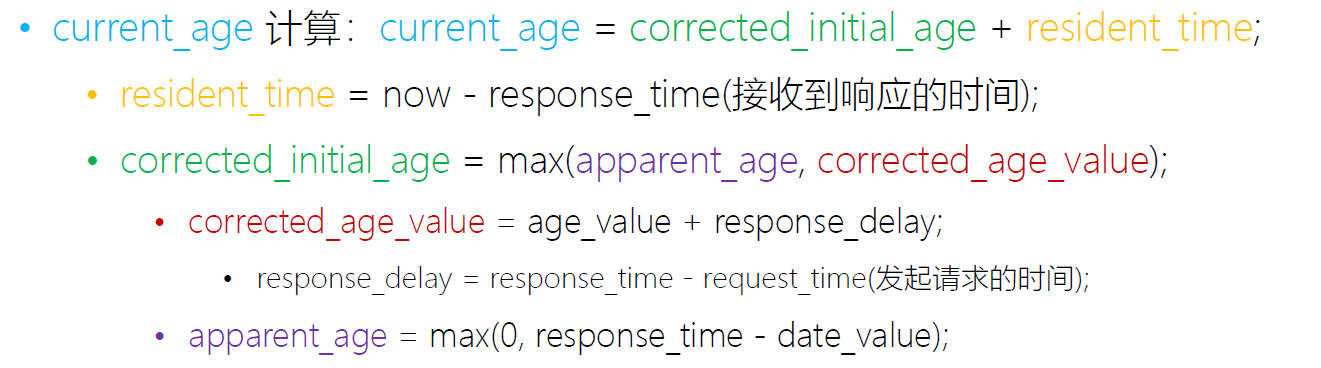 • current_age 计算：current_age = corrected_initial_age + resident_time;
• resident_time = now - response_time(接收到响应的时间);
• corrected_initial_age = max(apparent_age, corrected_age_value);
• corrected_age_value = age_value + response_delay;
• response_delay = response_time - request_time(发起请求的时间);
• apparent_age = max(0, response_time - date_value);